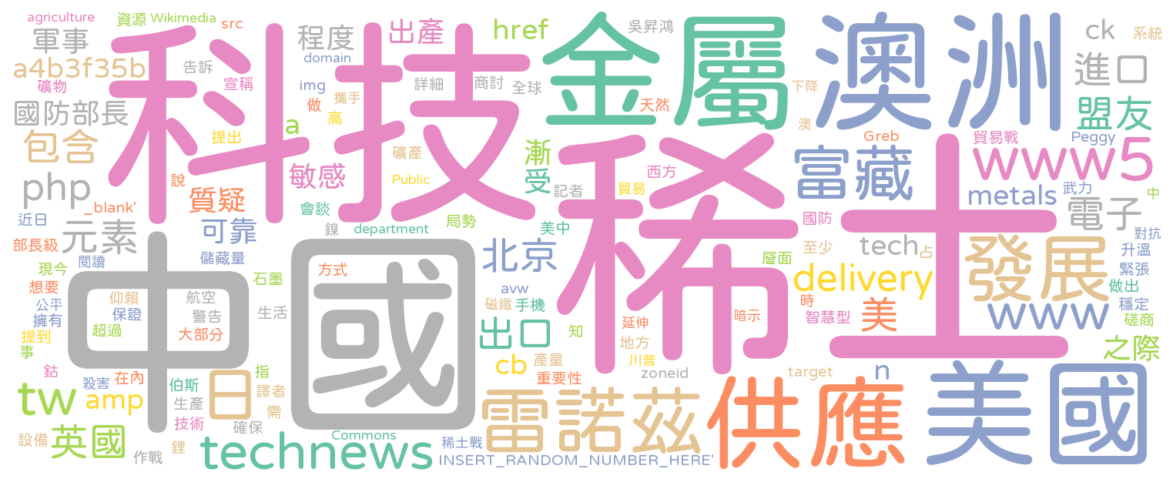 agriculture
資源
Wikimedia
src
軍事
程度
出產
href
吳昇鴻
ck
系統
科技
金屬
澳洲
a4b3f35b
告訴
宣稱
domain
img
詳細
商討
全球
進口
礦物
做
攜手
高
天然
下降
盟友
國防部長
提出
a
澳
Greb
貿易戰
Peggy
包含
敏感
礦產
漸
稀土
西方
富藏
www5
php
說
質疑
Public
受
記者
貿易
metals
武力
中
_blank'
會談
國防
電子
近日
元素
可靠
鎳
department
局勢
美中
北京
層面
至少
tech
占
發展
對抗
升溫
部長級
閱讀
儲藏量
現今
中國
方式
石墨
avw
delivery
緊張
想要
仰賴
航空
磁鐵
手機
時
做出
公平
擁有
保證
警告
生活
出口
知
延伸
暗示
智慧型
美
www
穩定
提到
超過
大部分
地方
磋商
事
cb
產量
川普
之際
鈷
殺害
在內
伯斯
日
指
重要性
zoneid
target
n
tw
amp
生產
譯者
雷諾茲
供應
美國
技術
需
確保
設備
英國
作戰
鋰
technews
Commons
稀土戰
INSERT_RANDOM_NUMBER_HERE'